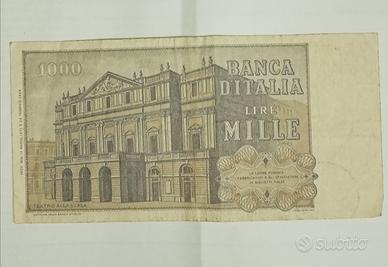 1000
BANCA
D'ITALIA
LIRE
MILLE
LA LEGGE PUNISCE
I FABBRICATORI E GLI SPACCIATORI
DI BIGLIETTI FALSI
TEATRO ALLA SCALA
subito